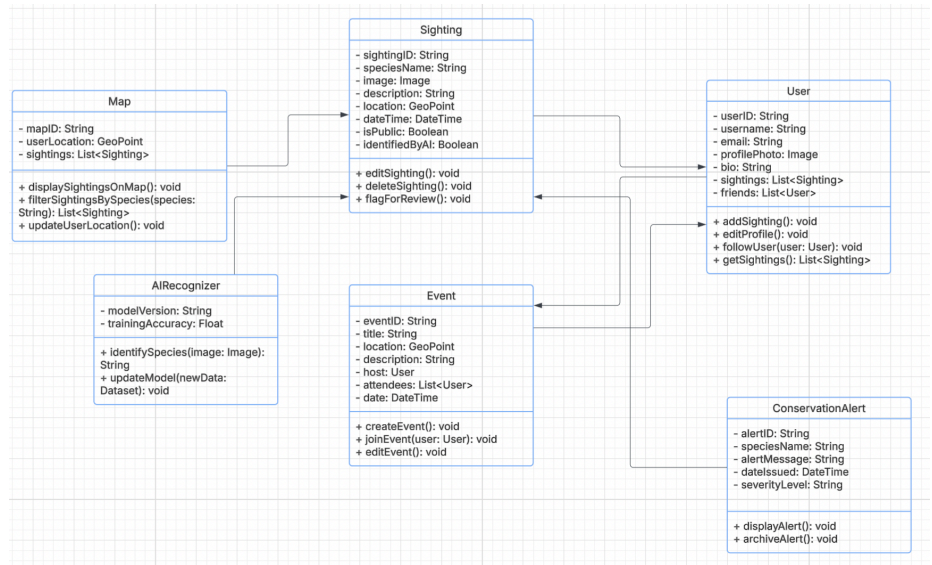 Sighting
- sightingID: String
- speciesName: String
- image: Image
- description: String
- location: GeoPoint
- dateTime: DateTime
- isPublic: Boolean
- identifiedByAI: Boolean
+ editSighting(): void
+ deleteSighting(): void
+ flagForReview(): void
Map
- mapID: String
- userLocation: GeoPoint
- sightings: List<Sighting>
+ displaySightingsOnMap(): void
+ filterSightingsBySpecies(species:
String): List<Sighting>
+ updateUserLocation(): void
User
- userID: String
- username: String
- email: String
- profilePhoto: Image
- bio: String
- sightings: List<Sighting>
- friends: List<User>
+ addSighting(): void
+ editProfile(): void
+ followUser(user: User): void
+ getSightings(): List<Sighting>
AIRecognizer
- modelVersion: String
- trainingAccuracy: Float
+ identifySpecies(image: Image):
String
+ updateModel(newData:
Dataset): void
Event
- eventID: String
- title: String
- location: GeoPoint
- description: String
- host: User
- attendees: List<User>
- date: DateTime
+ createEvent(): void
+ joinEvent(user: User): void
+ editEvent(): void
ConservationAlert
- alertID: String
- speciesName: String
- alertMessage: String
- dateIssued: DateTime
- severityLevel: String
+ displayAlert(): void
+ archiveAlert(): void